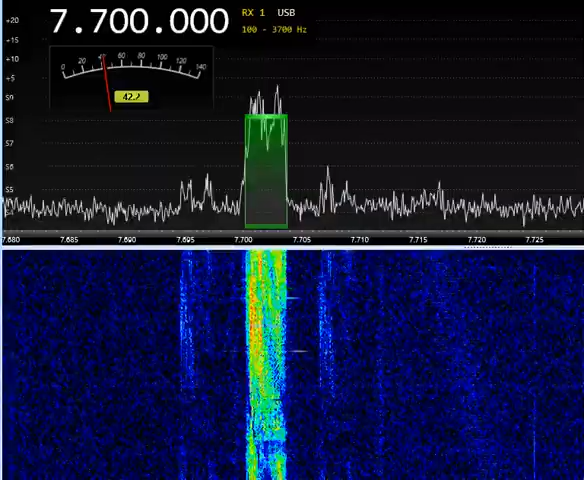 +20
7.700.000
RX 1 USB
+15
100 - 3700 Hz
+10
0 20 40 60 80 100 120 140
+5
42.2
S9
S8
S7
S6
S5
7.680 7.685 7.690 7.695 7.700 7.705 7.710 7.715 7.720 7.725